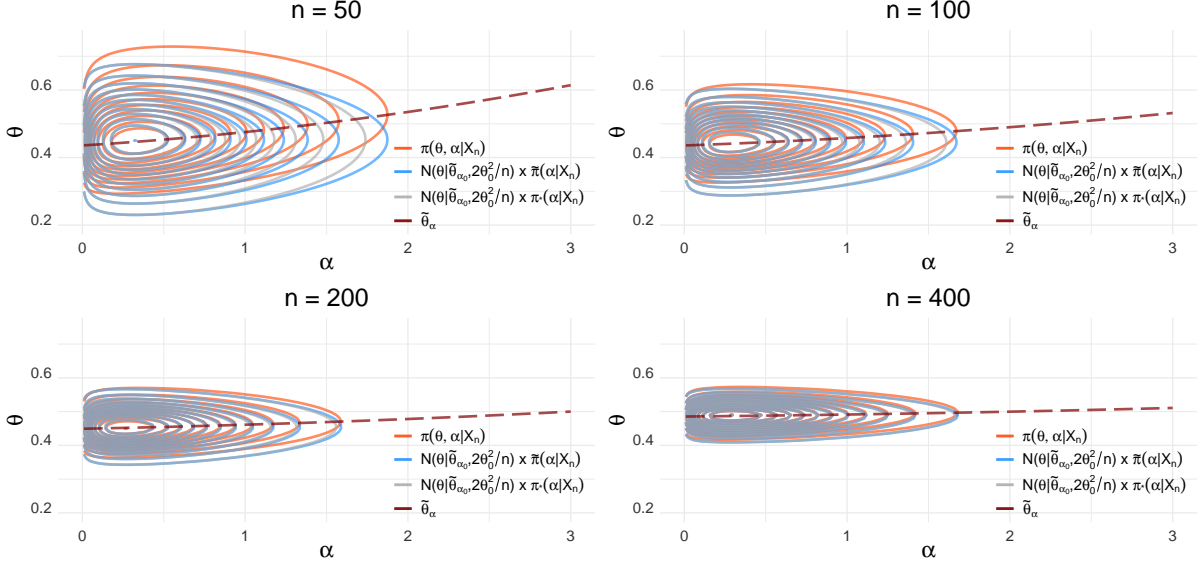 n = 50
0.6
0.4
0.2
θ
0 1 2 3
α
π(θ, α|Xₙ)
N(θ|θ̃_α₀,2θ₀²/n) x π̃(α|Xₙ)
N(θ|θ̃_α₀,2θ₀²/n) x π*(α|Xₙ)
θ̃_α
n = 100
0.6
0.4
0.2
θ
0 1 2 3
α
π(θ, α|Xₙ)
N(θ|θ̃_α₀,2θ₀²/n) x π̃(α|Xₙ)
N(θ|θ̃_α₀,2θ₀²/n) x π*(α|Xₙ)
θ̃_α
n = 200
0.6
0.4
0.2
θ
0 1 2 3
α
π(θ, α|Xₙ)
N(θ|θ̃_α₀,2θ₀²/n) x π̃(α|Xₙ)
N(θ|θ̃_α₀,2θ₀²/n) x π*(α|Xₙ)
θ̃_α
n = 400
0.6
0.4
0.2
θ
0 1 2 3
α
π(θ, α|Xₙ)
N(θ|θ̃_α₀,2θ₀²/n) x π̃(α|Xₙ)
N(θ|θ̃_α₀,2θ₀²/n) x π*(α|Xₙ)
θ̃_α